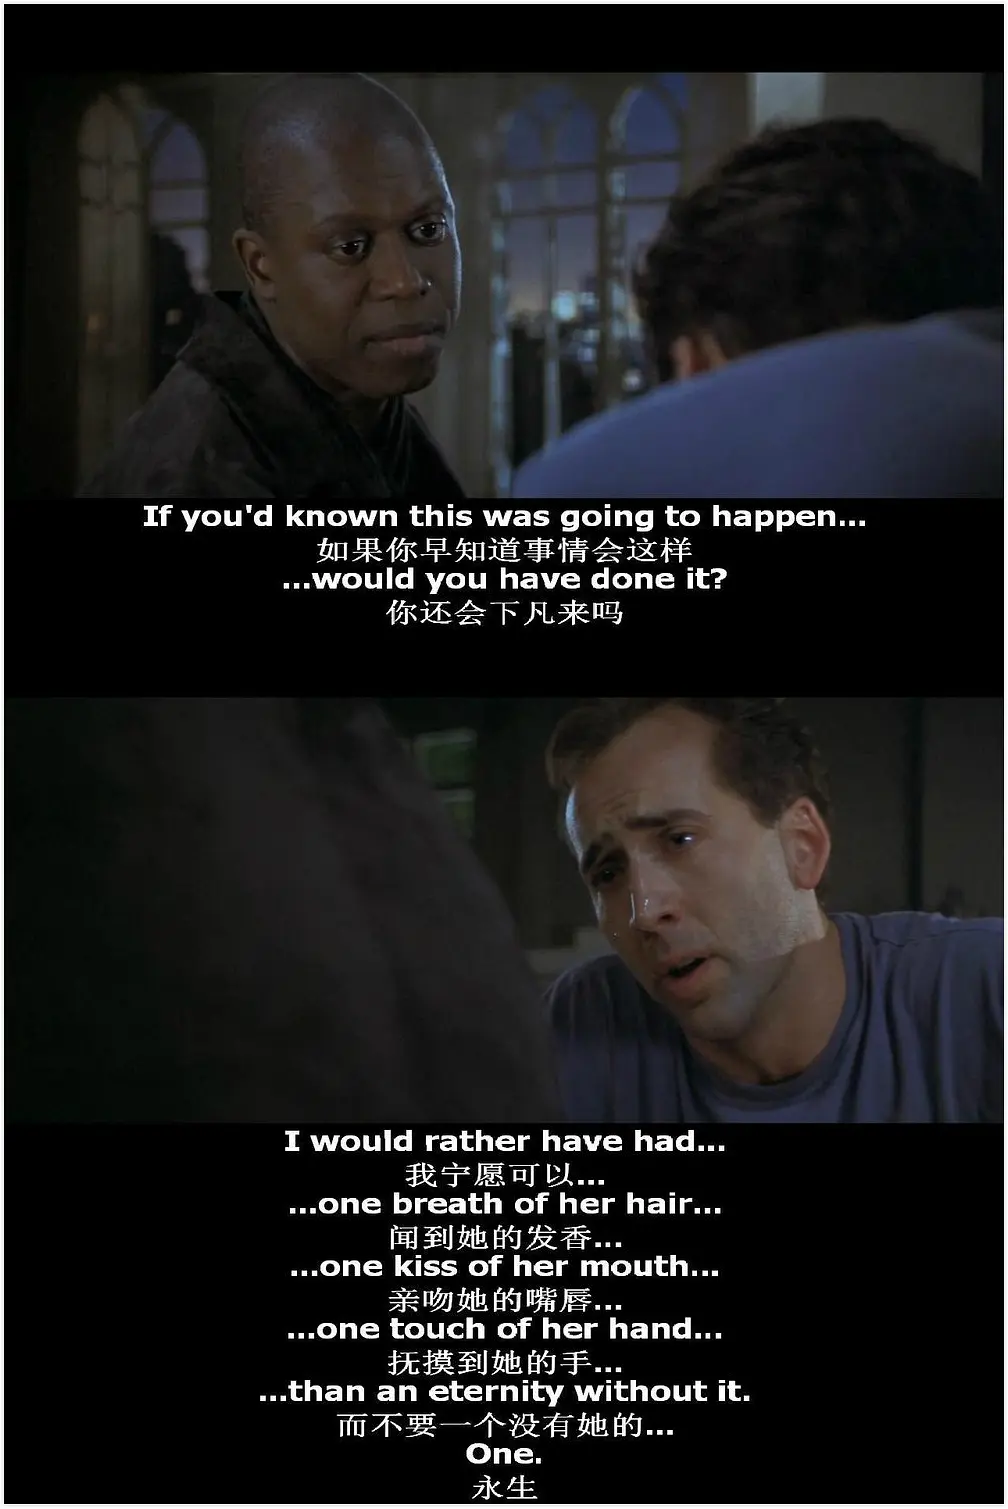 If you'd known this was going to happen...
如果你早知道事情会这样
...would you have done it?
你还会下凡来吗
I would rather have had...
我宁愿可以...
...one breath of her hair...
闻到她的发香...
...one kiss of her mouth...
亲吻她的嘴唇...
...one touch of her hand...
抚摸到她的手...
...than an eternity without it.
而不要一个没有她的...
One.
永生